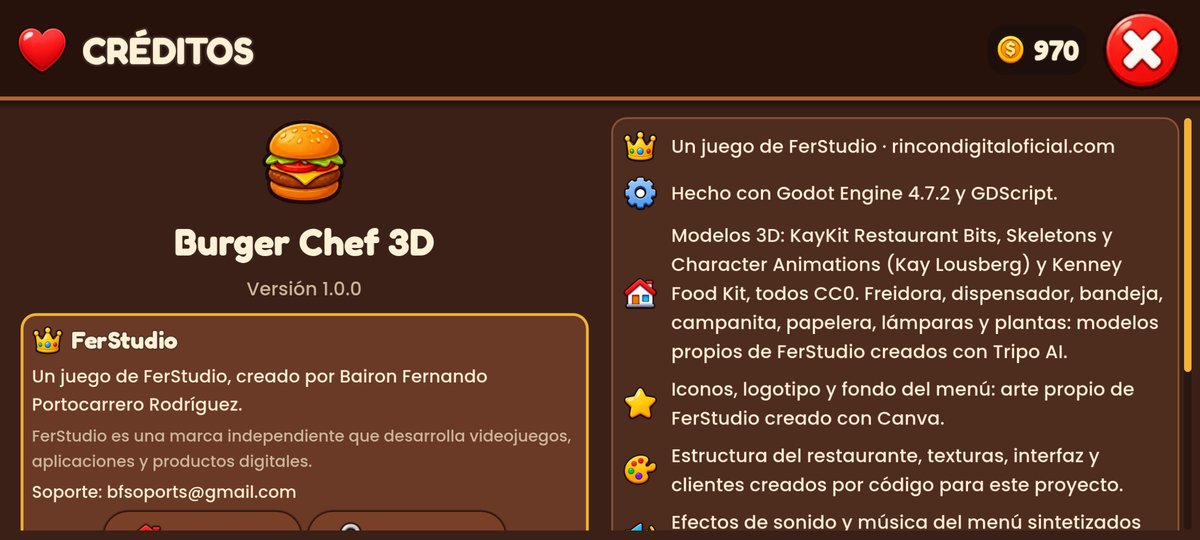 CRÉDITOS
970
Burger Chef 3D
Versión 1.0.0
FerStudio
Un juego de FerStudio, creado por Bairon Fernando
Portocarrero Rodríguez.
FerStudio es una marca independiente que desarrolla videojuegos,
aplicaciones y productos digitales.
Soporte: bfsoports@gmail.com
Un juego de FerStudio · rincondigitaloficial.com
Hecho con Godot Engine 4.7.2 y GDScript.
Modelos 3D: KayKit Restaurant Bits, Skeletons y
Character Animations (Kay Lousberg) y Kenney
Food Kit, todos CC0. Freidora, dispensador, bandeja,
campanita, papelera, lámparas y plantas: modelos
propios de FerStudio creados con Tripo AI.
Iconos, logotipo y fondo del menú: arte propio de
FerStudio creado con Canva.
Estructura del restaurante, texturas, interfaz y
clientes creados por código para este proyecto.
Efectos de sonido y música del menú sintetizados